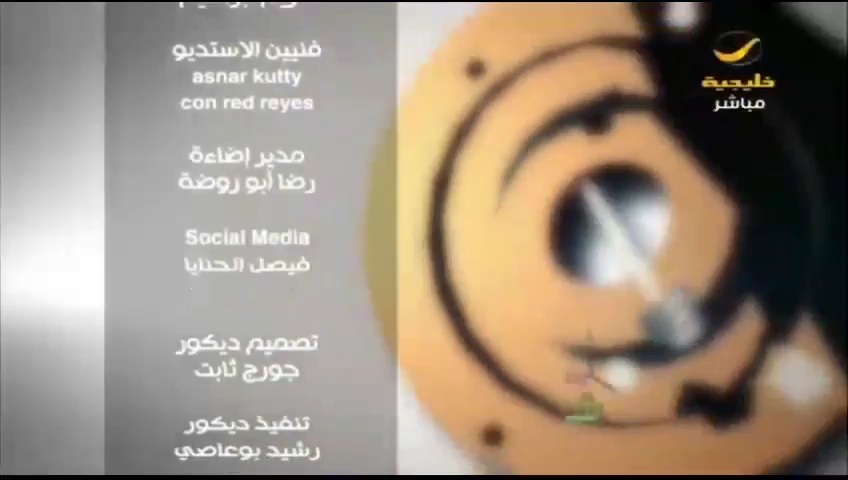 فنيين الاستديو
asnar kutty
con red reyes
مدير إضاءة
رضا أبو روضة
Social Media
فيصل الحنايا
تصميم ديكور
جورج ثابت
تنفيذ ديكور
رشيد بوعاصي
خليجية
مباشر